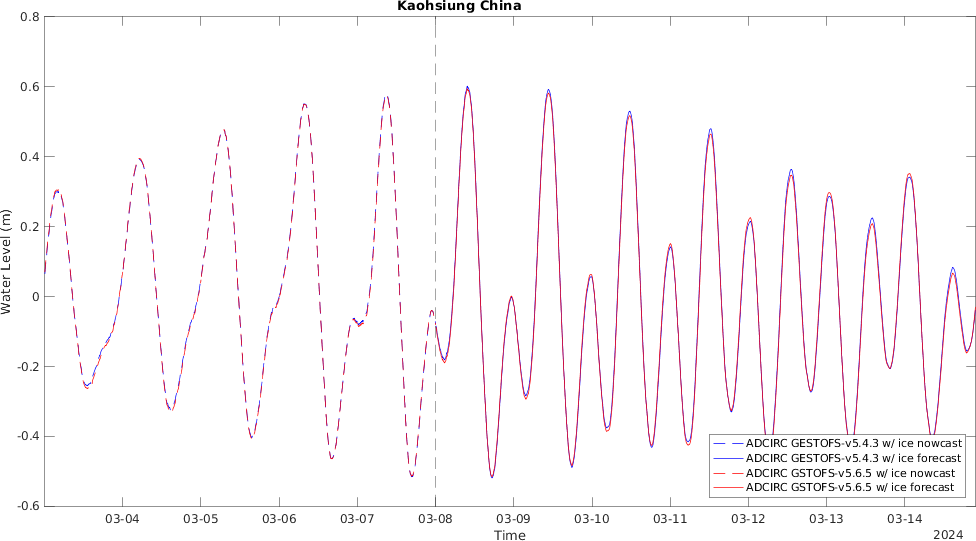 Kaohsiung China
0.8
0.6
0.4
0.2
0
-0.2
-0.4
-0.6
Water Level (m)
ADCIRC GESTOFS-v5.4.3 w/ ice nowcast
ADCIRC GESTOFS-v5.4.3 w/ ice forecast
ADCIRC GSTOFS-v5.6.5 w/ ice nowcast
ADCIRC GSTOFS-v5.6.5 w/ ice forecast
03-04 03-05 03-06 03-07 03-08 03-09 03-10 03-11 03-12 03-13 03-14
Time
2024